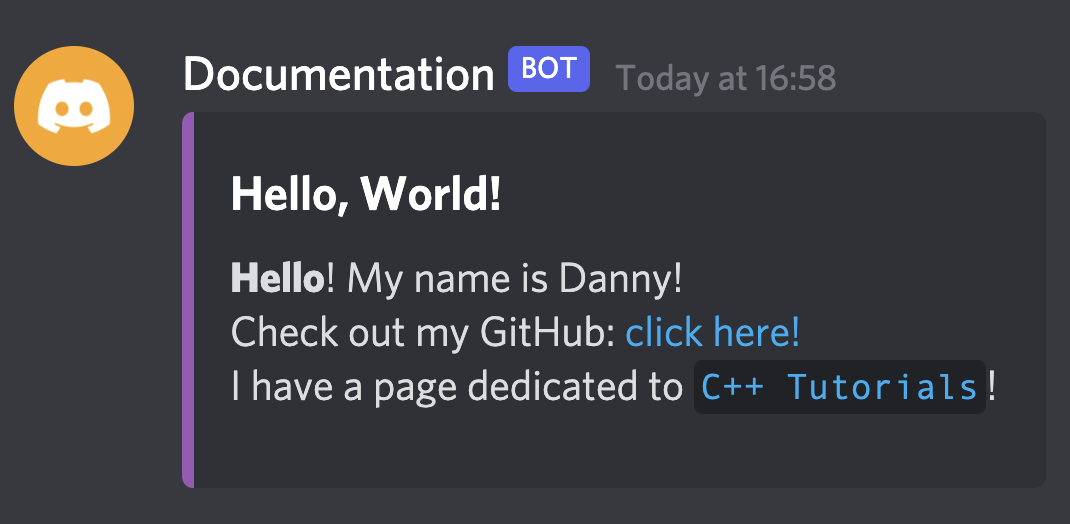 Documentation BOT Today at 16:58
Hello, World!
Hello! My name is Danny!
Check out my GitHub: click here!
I have a page dedicated to C++ Tutorials!